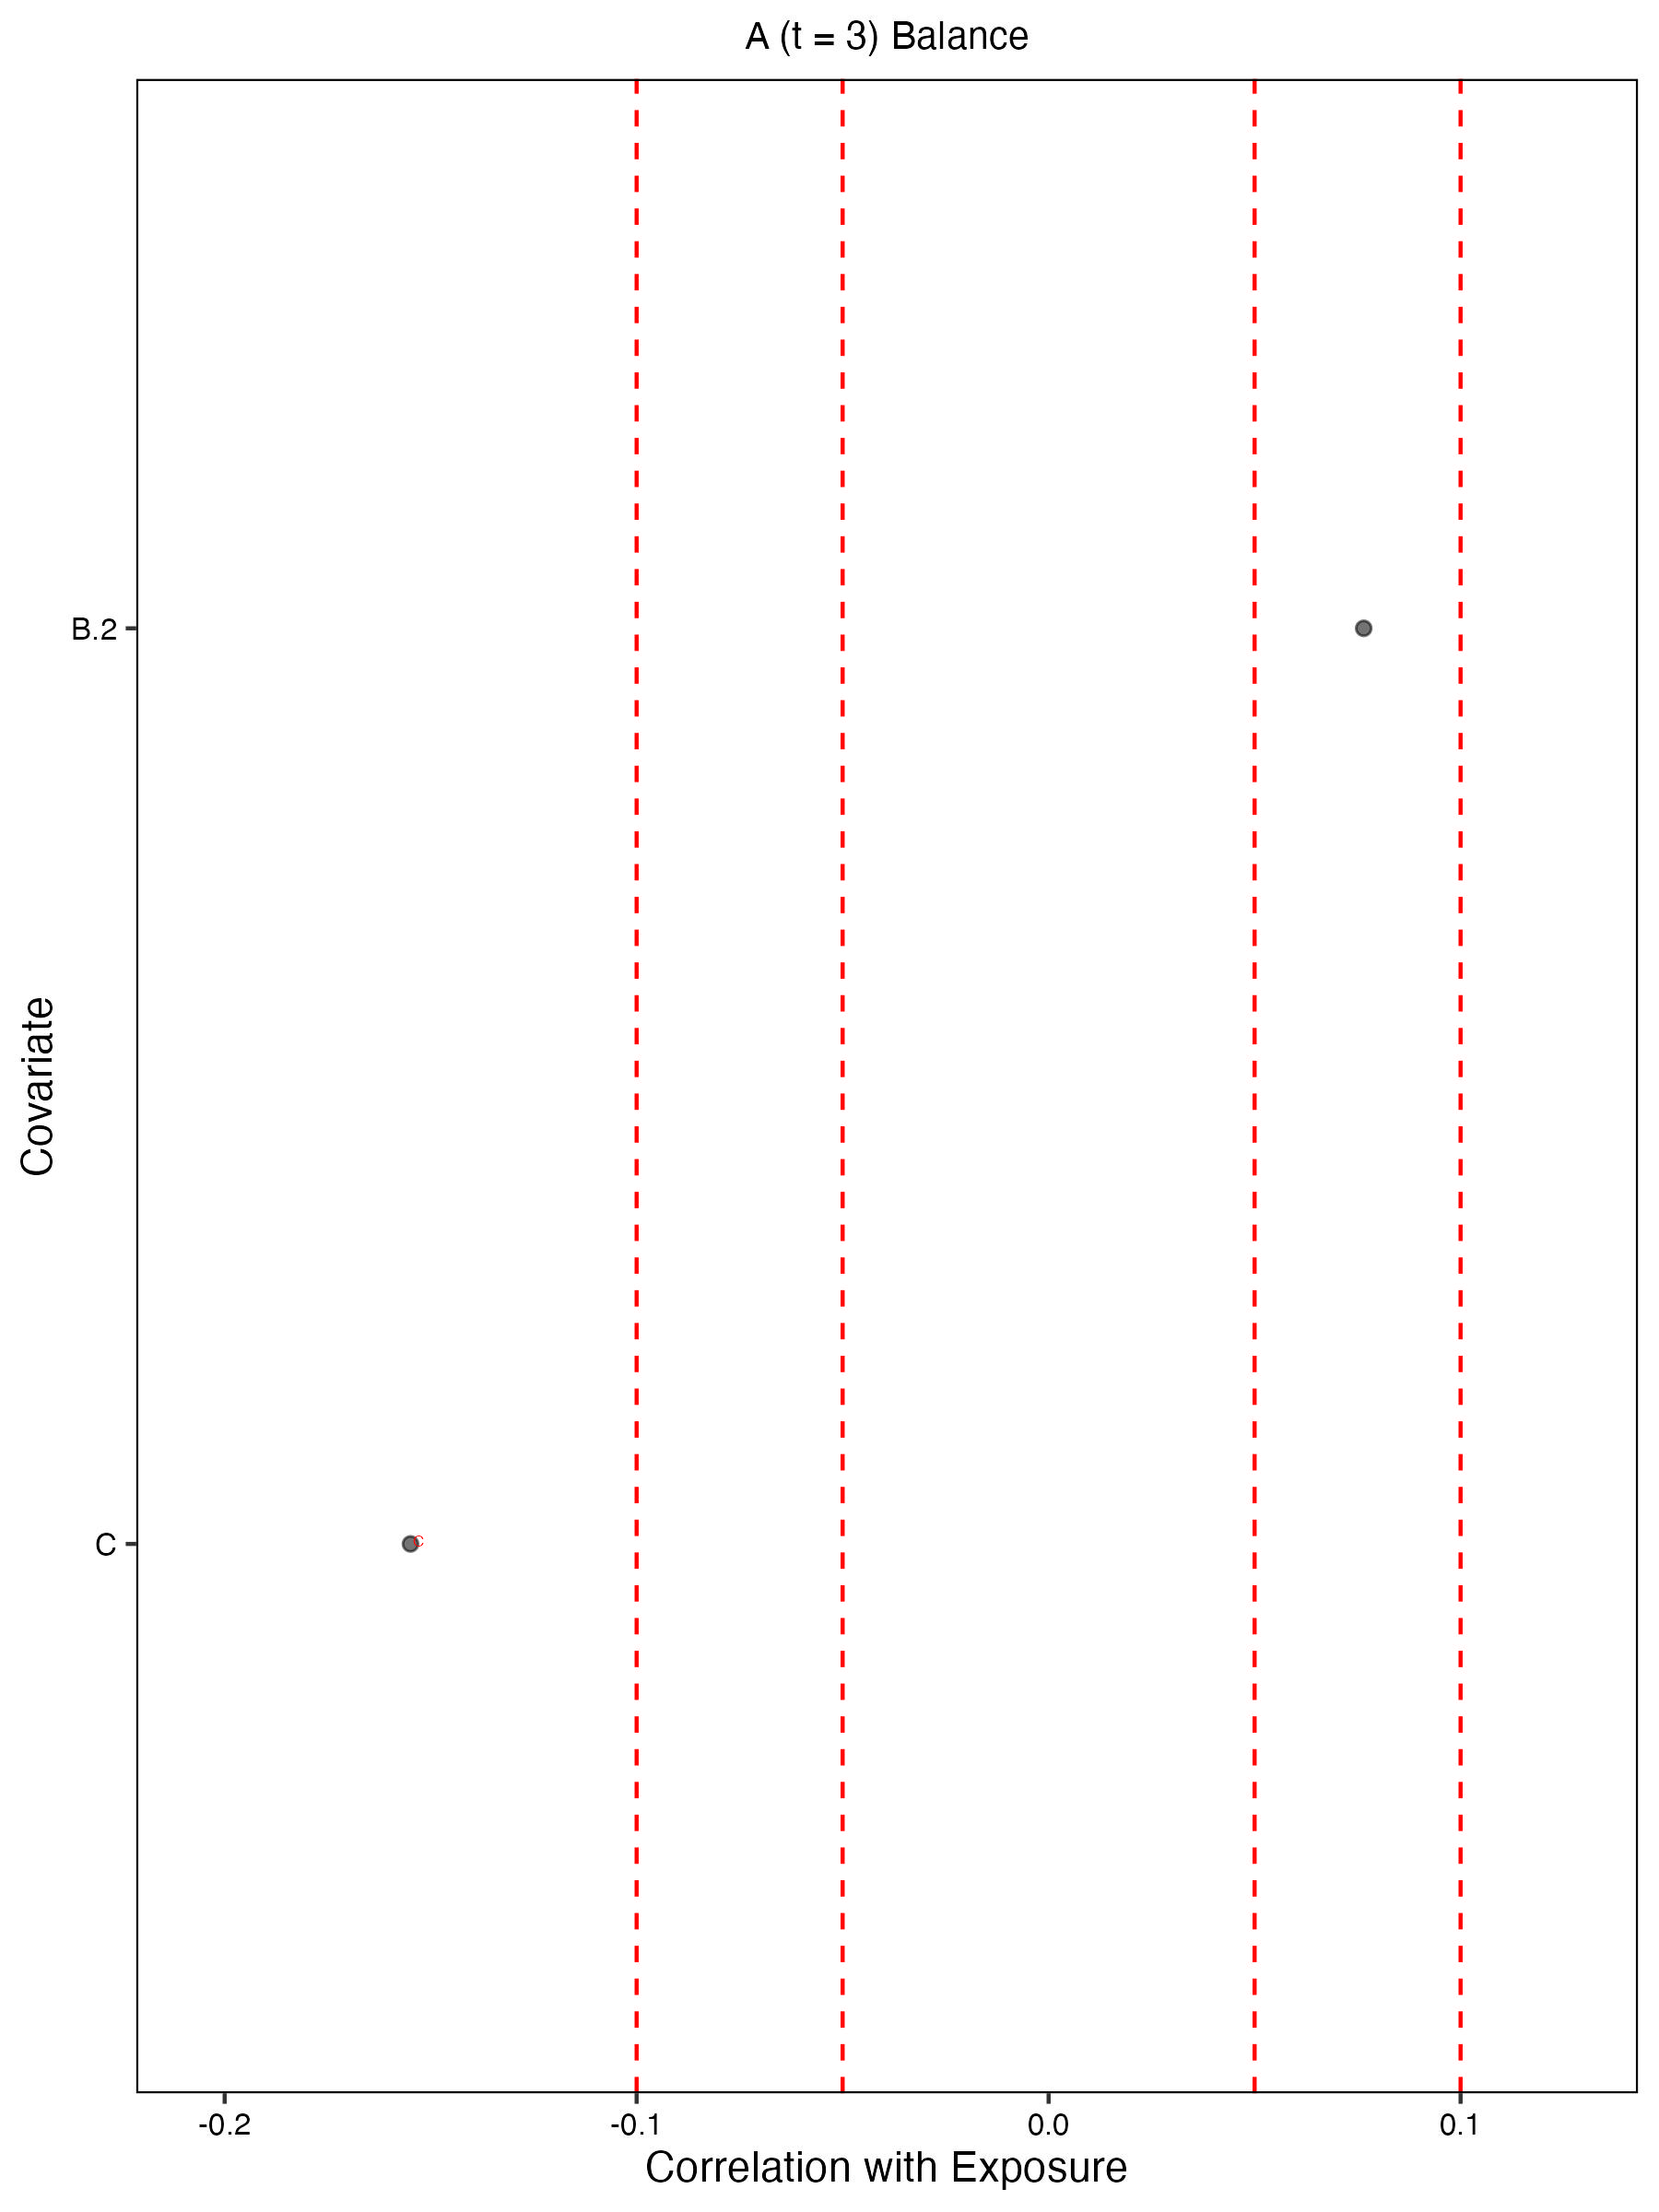 A (t = 3) Balance
Covariate
B.2
C
C
-0.2
-0.1
0.0
0.1
Correlation with Exposure